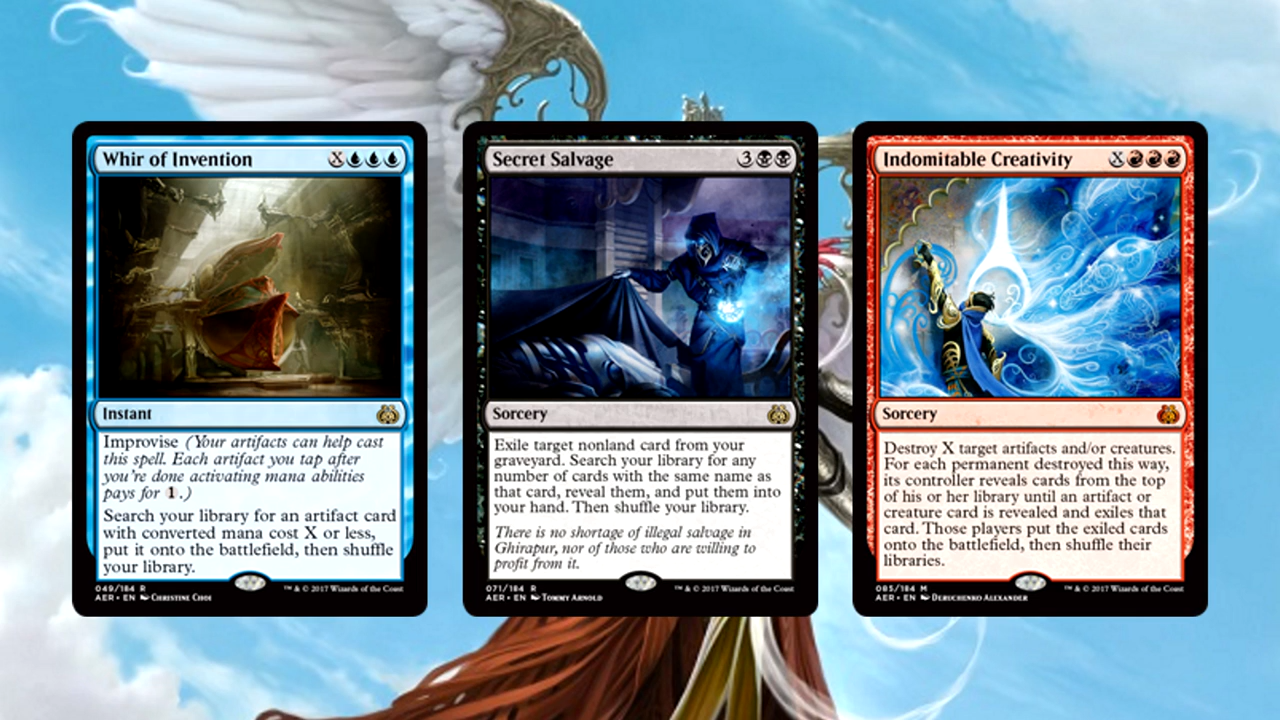 Whir of Invention X
Instant
Improvise (Your artifacts can help cast
this spell. Each artifact you tap after
you're done activating mana abilities
pays for 1.)
Search your library for an artifact card
with converted mana cost X or less,
put it onto the battlefield, then shuffle
your library.
049/184 R
AER • EN Christine Choi
™ & © 2017 Wizards of the Coast
Secret Salvage 3
Sorcery
Exile target nonland card from your
graveyard. Search your library for any
number of cards with the same name as
that card, reveal them, and put them into
your hand. Then shuffle your library.
There is no shortage of illegal salvage in
Ghirapur, nor of those who are willing to
profit from it.
071/184 R
AER • EN Tommy Arnold
™ & © 2017 Wizards of the Coast
Indomitable Creativity X
Sorcery
Destroy X target artifacts and/or creatures.
For each permanent destroyed this way,
its controller reveals cards from the top
of his or her library until an artifact or
creature card is revealed and exiles that
card. Those players put the exiled cards
onto the battlefield, then shuffle their
libraries.
085/184 M
AER • EN Deruchenko Alexander
™ & © 2017 Wizards of the Coast